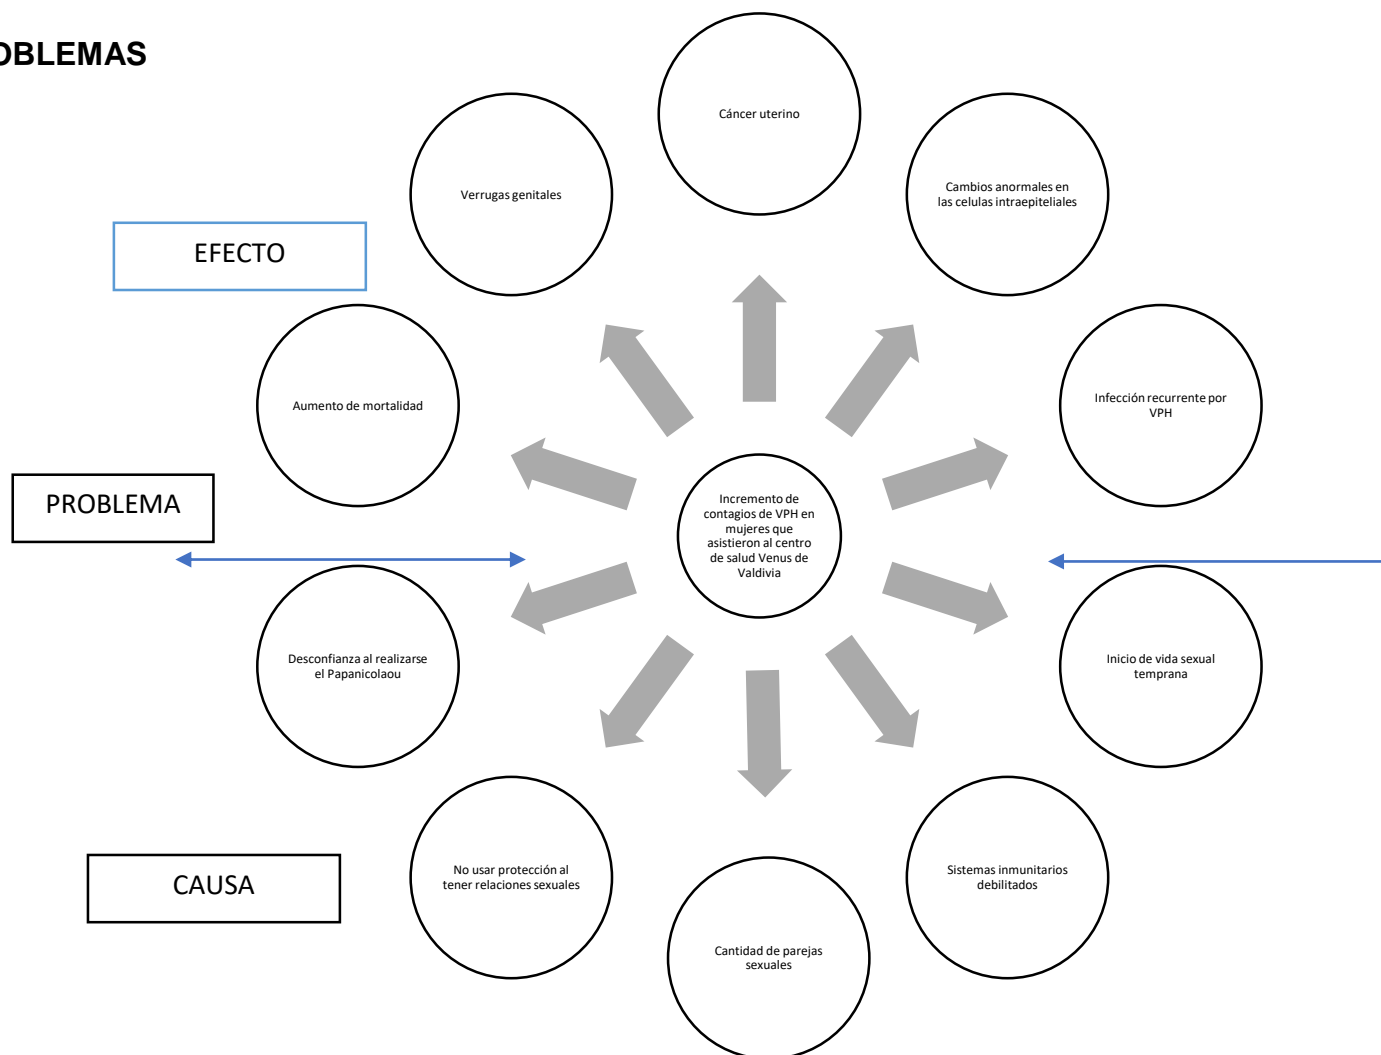 OBLEMAS
Cáncer uterino
Verrugas genitales
Cambios anormales en
las celulas intraepiteliales
EFECTO
Aumento de mortalidad
Infección recurrente por
VPH
PROBLEMA
Incremento de
contagios de VPH en
mujeres que
asistieron al centro
de salud Venus de
Valdivia
Desconfianza al realizarse
el Papanicolaou
Inicio de vida sexual
temprana
CAUSA
No usar protección al
tener relaciones sexuales
Sistemas inmunitarios
debilitados
Cantidad de parejas
sexuales